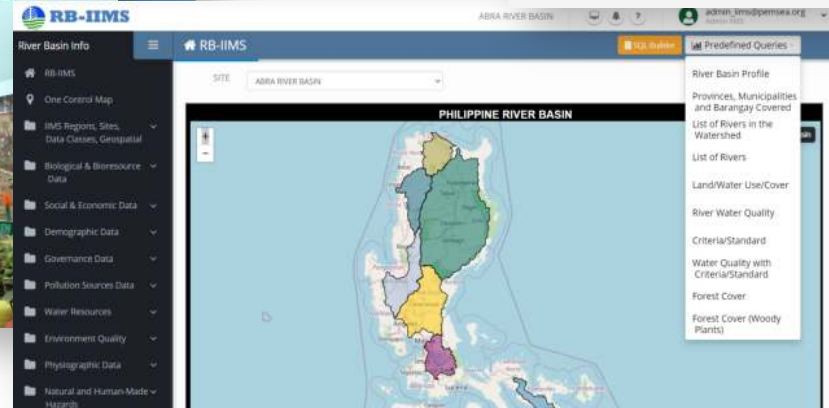 RB-IIMS
ABRA RIVER BASIN
?
admin_iims@pemsea.org
River Basin Info
RB-IIMS
SQL Builder
Predefined Queries
RB-IIMS
One Control Map
IIMS Regions, Sites,
Data Classes, Geospatial
Biological & Bioresource
Data
Social & Economic Data
Demographic Data
Governance Data
Pollution Sources Data
Water Resources
Environment Quality
Physiographic Data
Natural and Human-Made
Hazards
SITE
ABRA RIVER BASIN
PHILIPPINE RIVER BASIN
+
-
River Basin Profile
Provinces, Municipalities
and Barangay Covered
List of Rivers in the
Watershed
List of Rivers
Land/Water Use/Cover
River Water Quality
Criteria/Standard
Water Quality with
Criteria/Standard
Forest Cover
Forest Cover (Woody
Plants)